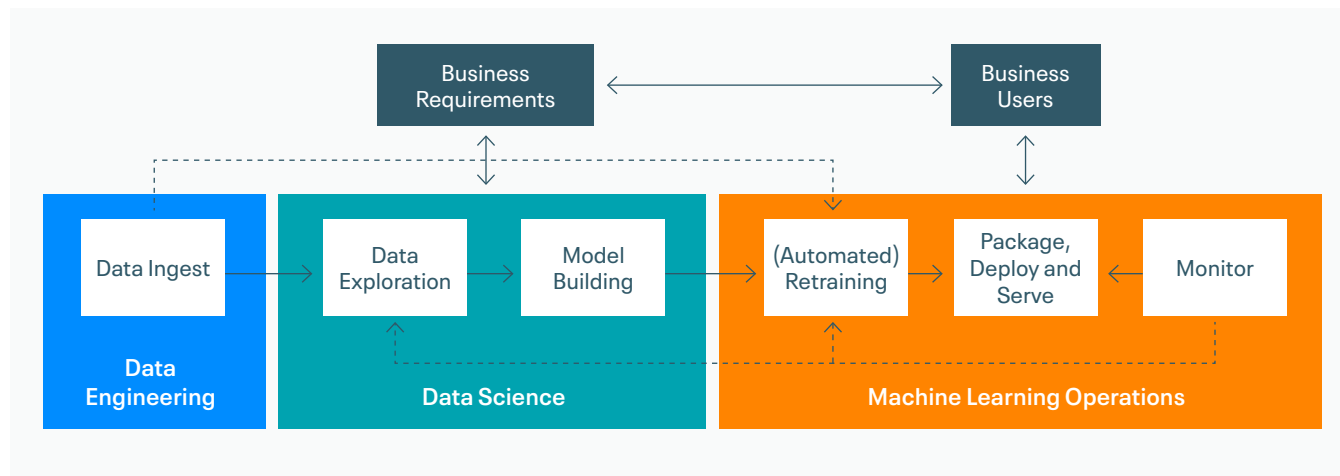 Business
Requirements
Business
Users
Data Ingest
Data
Exploration
Model
Building
(Automated)
Retraining
Package,
Deploy and
Serve
Monitor
Data
Engineering
Data Science
Machine Learning Operations